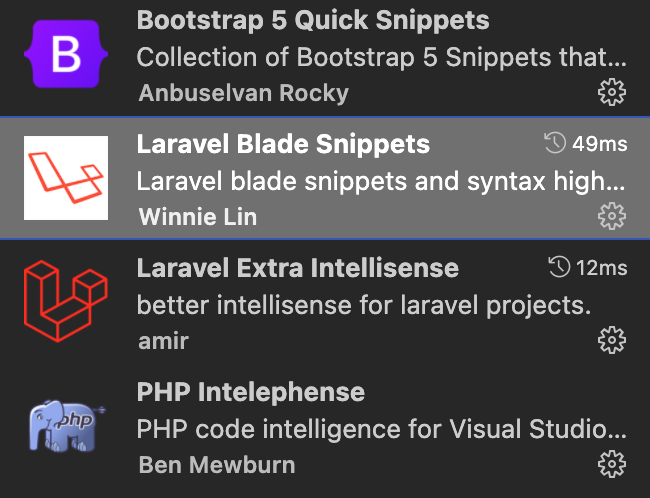 Bootstrap 5 Quick Snippets
Collection of Bootstrap 5 Snippets that...
Anbuselvan Rocky
Laravel Blade Snippets 49ms
Laravel blade snippets and syntax high...
Winnie Lin
Laravel Extra Intellisense 12ms
better intellisense for laravel projects.
amir
PHP Intelephense
PHP code intelligence for Visual Studio...
Ben Mewburn
B
php